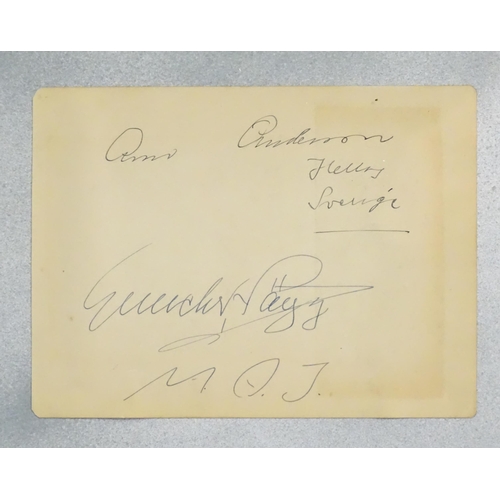 Arne Andersson
Hellas
Sverige
Gunder Hägg
M.A.I.